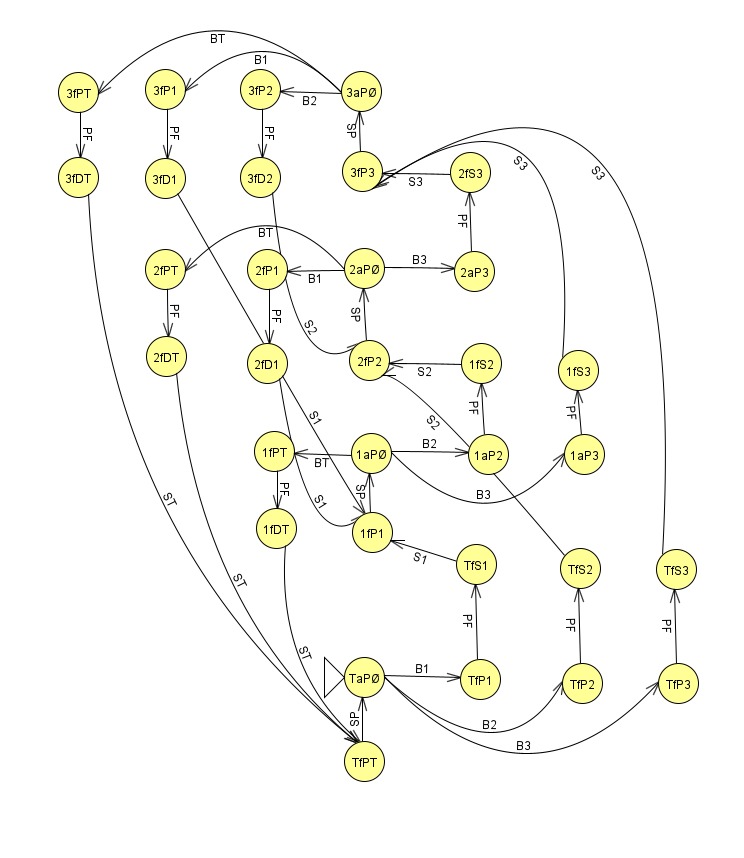 BT
B1
3fPT
3fP1
3fP2
B2
3aPØ
PF
PF
PF
SP
S3
S3
3fDT
3fD1
3fD2
3fP3
S3
2fS3
PF
BT
2fPT
2fP1
B1
2aPØ
B3
2aP3
PF
PF
SP
S2
2fDT
2fD1
2fP2
S2
1fS2
1fS3
PF
PF
S1
S2
1fPT
BT
1aPØ
B2
1aP2
1aP3
PF
SP
B3
ST
S1
1fDT
1fP1
S1
TfS1
TfS2
TfS3
ST
PF
PF
PF
ST
TaPØ
B1
TfP1
TfP2
TfP3
SP
B2
B3
TfPT